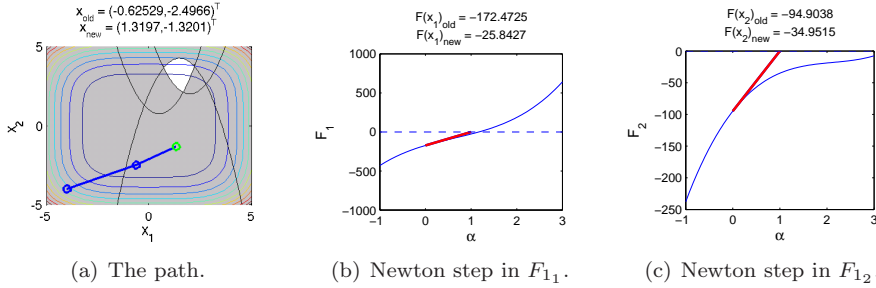 x_old = (-0.62529,-2.4966)^T
x_new = (1.3197,-1.3201)^T
5
0
-5
x_2
-5
0
5
x_1
(a) The path.
F(x_1)_old = −172.4725
F(x_1)_new = −25.8427
1000
500
0
−500
−1000
F_1
−1
0
1
2
3
α
(b) Newton step in F_{1_1}.
F(x_2)_old = −94.9038
F(x_2)_new = −34.9515
0
−50
−100
−150
−200
−250
F_2
−1
0
1
2
3
α
(c) Newton step in F_{1_2}